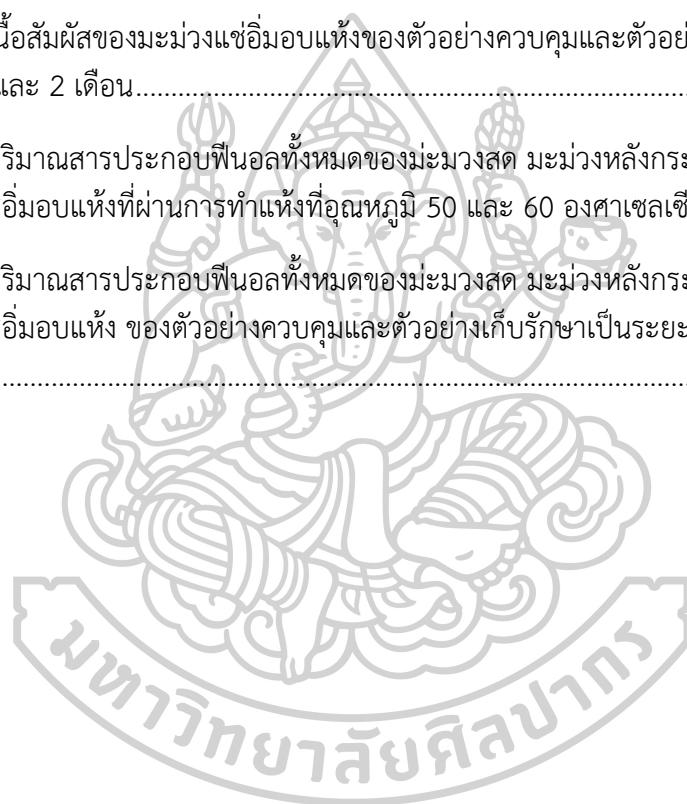 นื้อสัมผัสของมะม่วงแช่อิ่มอบแห้งของตัวอย่างควบคุมและตัวอย่
และ 2 เดือน..............................................................................
ริมาณสารประกอบฟีนอลทั้งหมดของม่ะมวงสด มะม่วงหลังกระ
อิ่มอบแห้งที่ผ่านการทำแห้งที่อุณหภูมิ 50 และ 60 องศาเซลเซี
ริมาณสารประกอบฟีนอลทั้งหมดของม่ะมวงสด มะม่วงหลังกระ
อิ่มอบแห้ง ของตัวอย่างควบคุมและตัวอย่างเก็บรักษาเป็นระยะ
................................................................................................
มหาวิทยาลัยศิลปากร